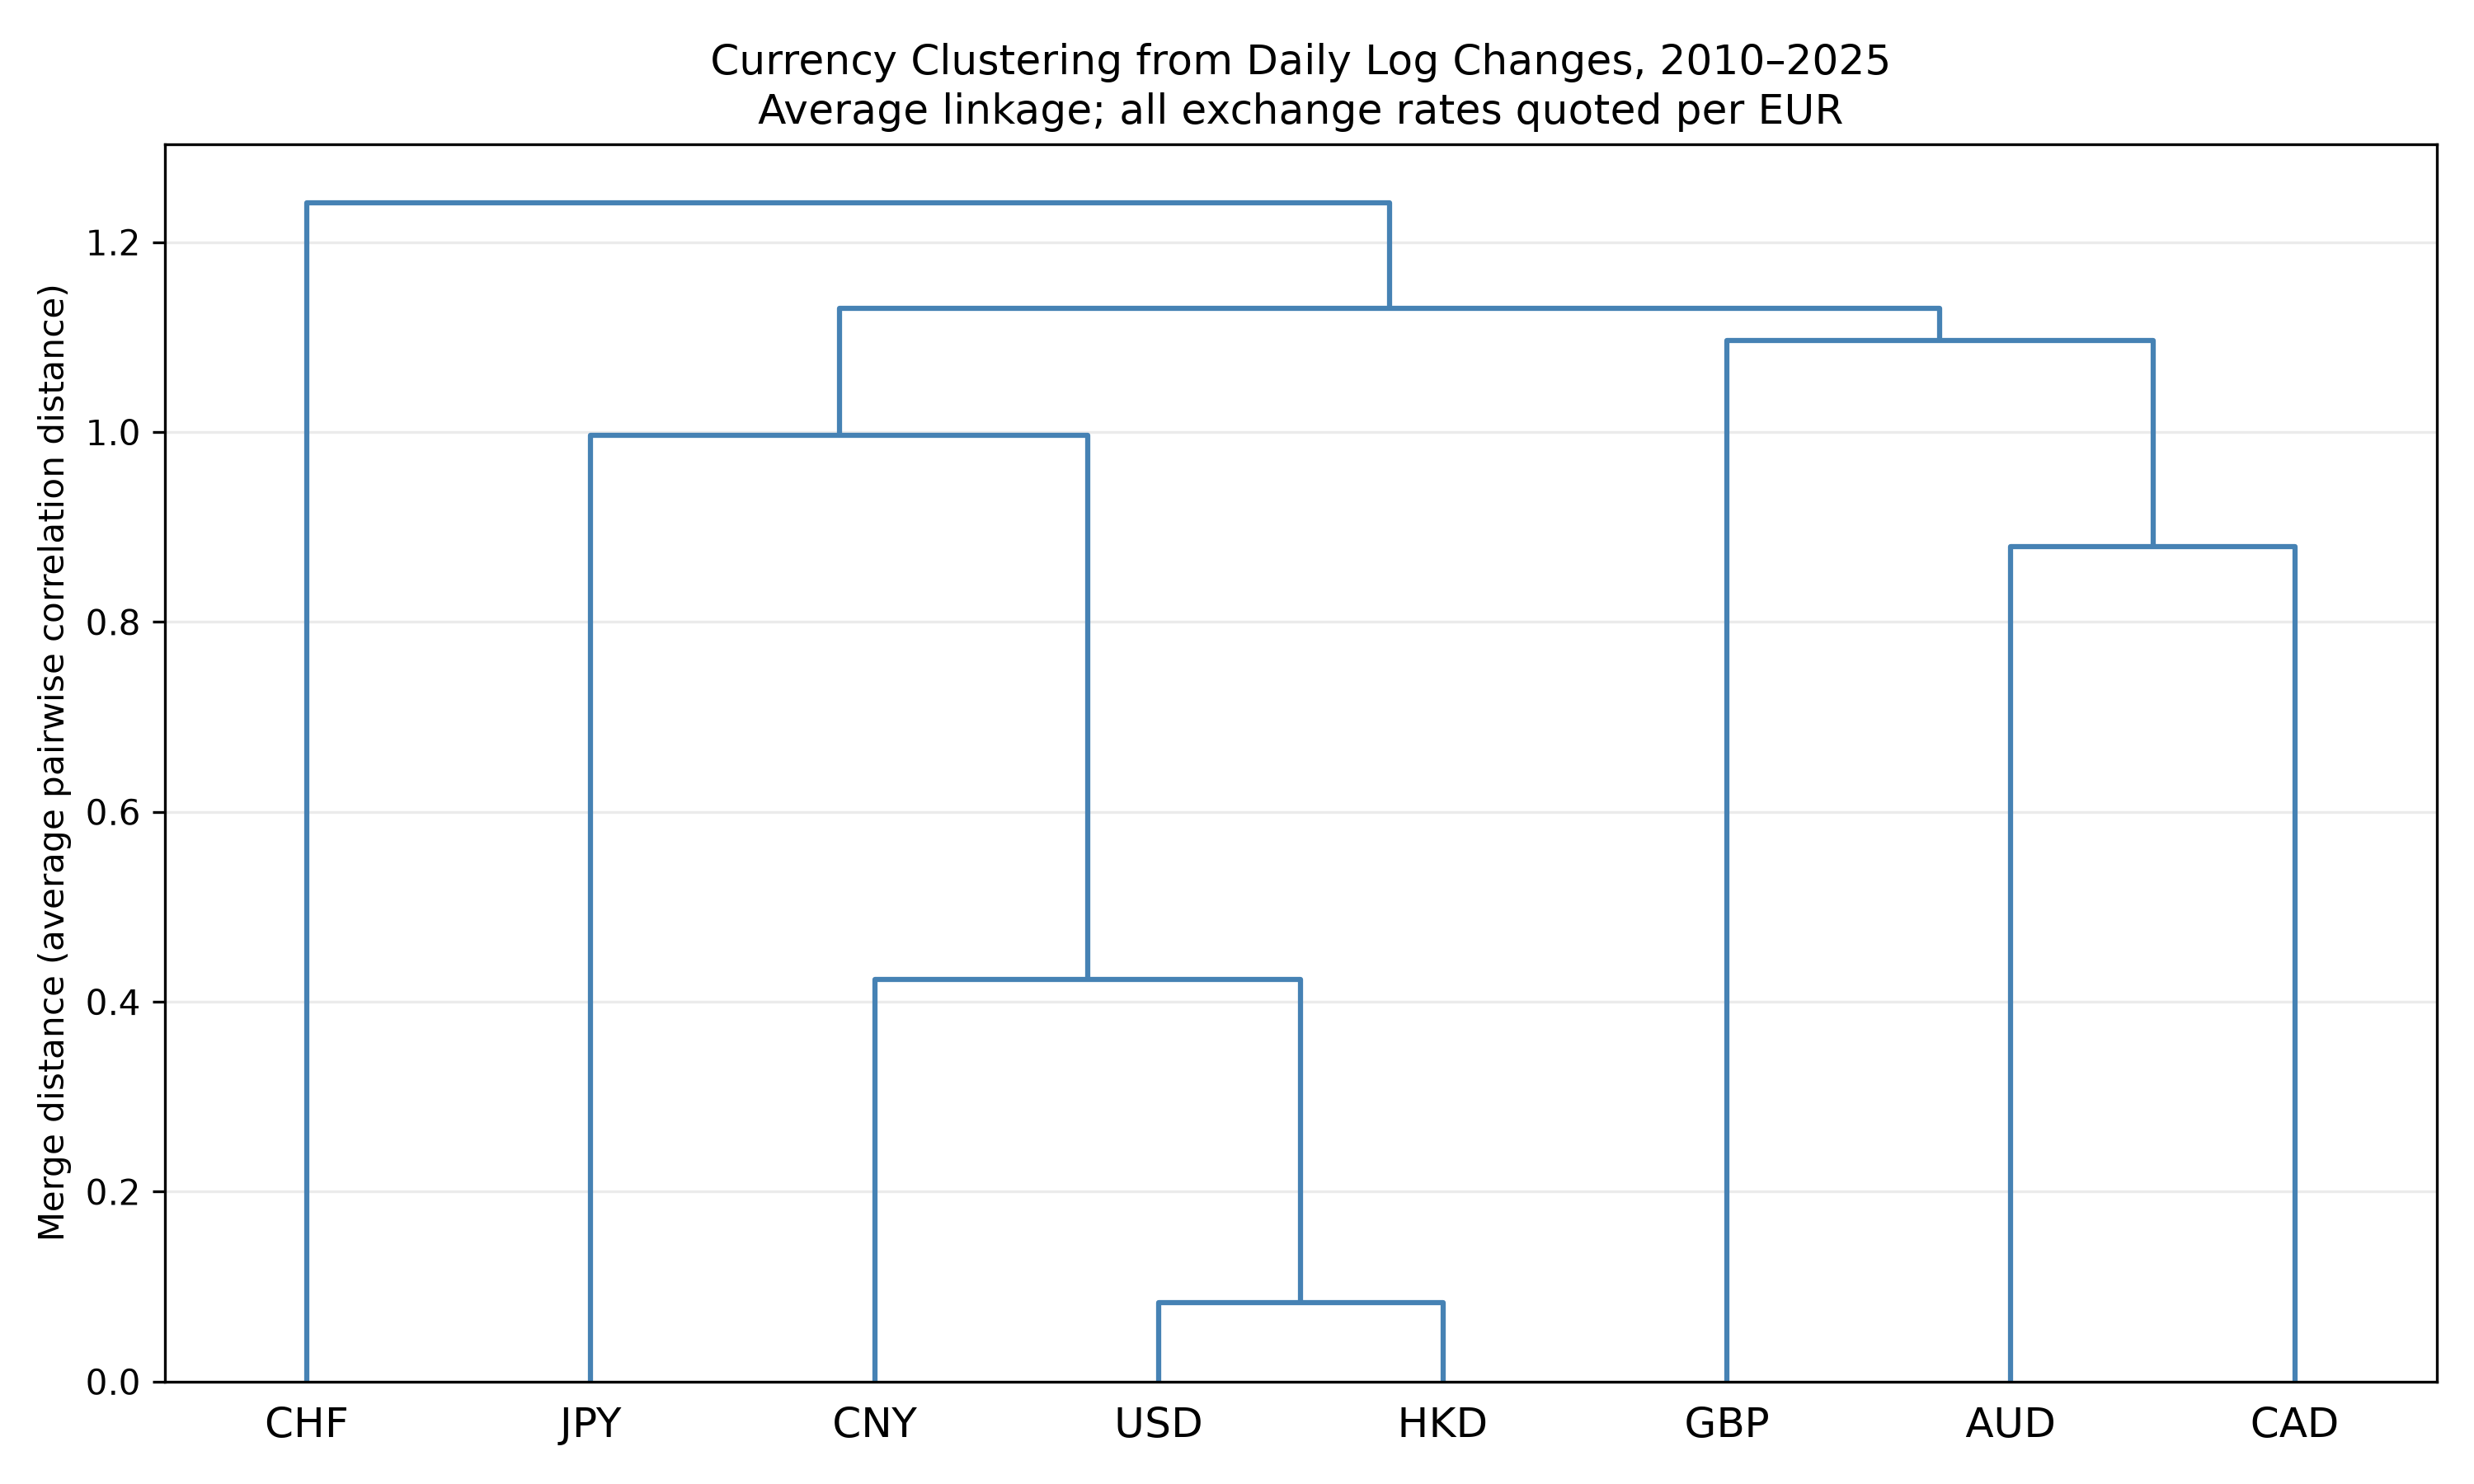 Currency Clustering from Daily Log Changes, 2010–2025
Average linkage; all exchange rates quoted per EUR
Merge distance (average pairwise correlation distance)
1.2
1.0
0.8
0.6
0.4
0.2
0.0
CHF JPY CNY USD HKD GBP AUD CAD